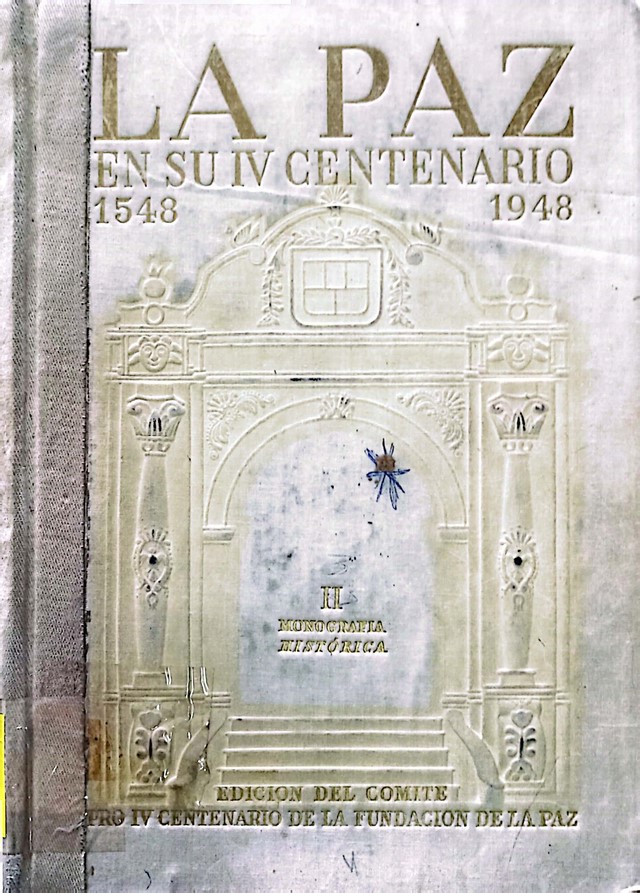 LA PAZ
EN SU IV CENTENARIO
1548 1948
II
MONOGRAFIA
HISTÓRICA
EDICION DEL COMITE
PRO IV CENTENARIO DE LA FUNDACION DE LA PAZ